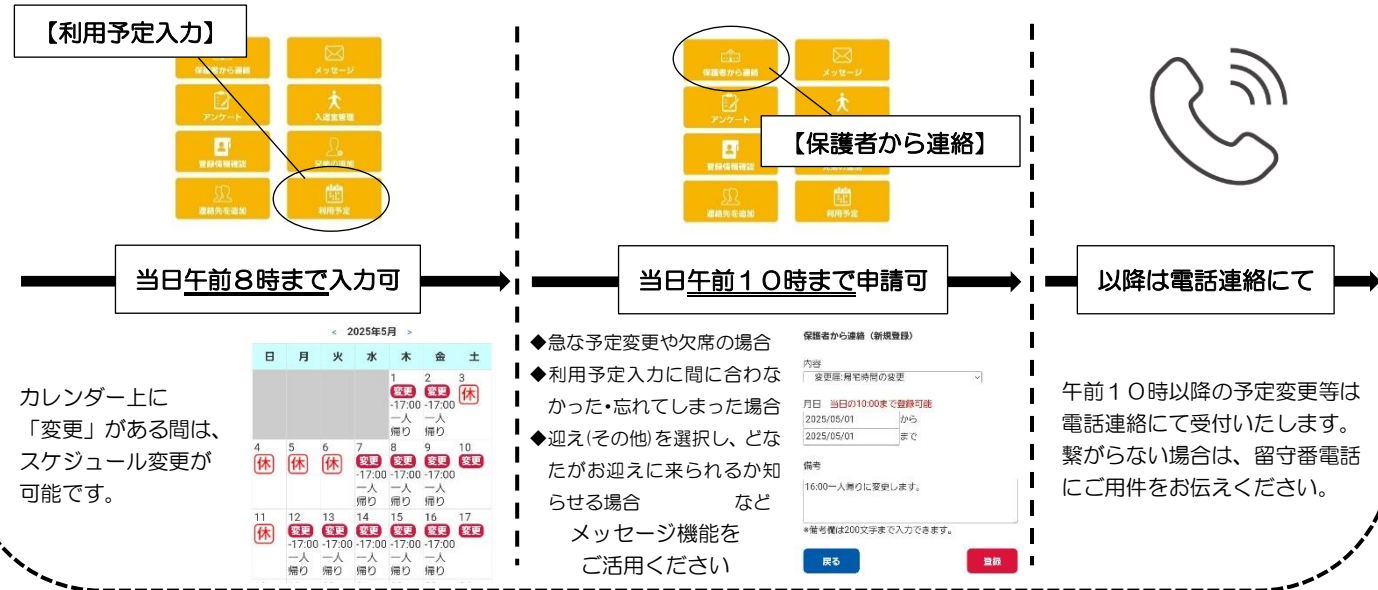 【利用予定入力】
保護者から連絡
メッセージ
アンケート
入退室管理
登録情報確認
兄弟の追加
連絡先を追加
利用予定
当日午前８時まで入力可
カレンダー上に
「変更」がある間は、
スケジュール変更が
可能です。
< 2025年5月 >
日 月 火 水 木 金 土
1 2 3
変更 変更 休
-17:00 -17:00
一人 一人
帰り 帰り
4 5 6 7 8 9 10
休 休 休 変更 変更 変更 変更
-17:00 -17:00 -17:00
一人 一人 一人
帰り 帰り 帰り
11 12 13 14 15 16 17
休 変更 変更 変更 変更 変更 変更
-17:00 -17:00 -17:00 -17:00 -17:00
一人 一人 一人 一人 一人
帰り 帰り 帰り 帰り 帰り
保護者から連絡
メッセージ
アンケート
【保護者から連絡】
登録情報確認
連絡先を追加
利用予定
当日午前１０時まで申請可
◆急な予定変更や欠席の場合
◆利用予定入力に間に合わな
かった・忘れてしまった場合
◆迎え(その他)を選択し、どな
たがお迎えに来られるか知
らせる場合 など
メッセージ機能を
ご活用ください
保護者から連絡（新規登録）
内容
変更届:帰宅時間の変更
月日 当日の10:00まで登録可能
2025/05/01 から
2025/05/01 まで
備考
16:00一人帰りに変更します。
*備考欄は200文字まで入力できます。
戻る
登録
以降は電話連絡にて
午前１０時以降の予定変更等は
電話連絡にて受付いたします。
繋がらない場合は、留守番電話
にご用件をお伝えください。